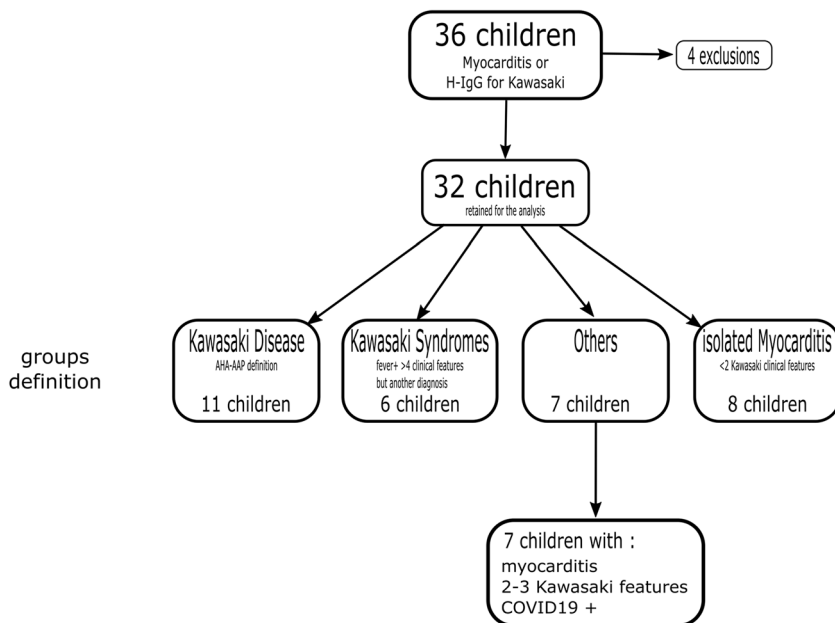 36 children
Myocarditis or
H-IgG for Kawasaki
4 exclusions
32 children
retained for the analysis
groups
definition
Kawasaki Disease
AHA-AAP definition
11 children
Kawasaki Syndromes
fever+ >4 clinical features
but another diagnosis
6 children
Others
7 children
isolated Myocarditis
<2 Kawasaki clinical features
8 children
7 children with :
myocarditis
2-3 Kawasaki features
COVID19 +